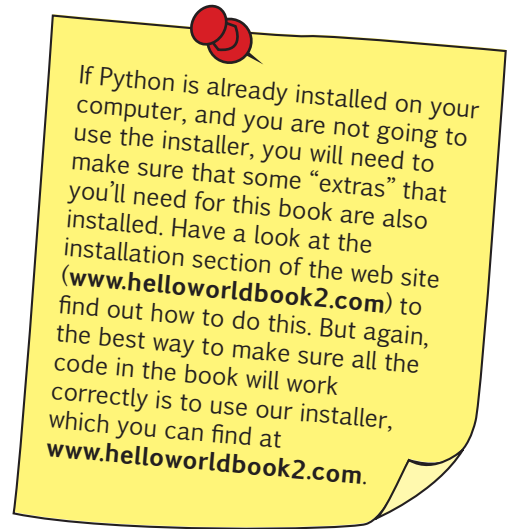 If Python is already installed on your
computer, and you are not going to
use the installer, you will need to
make sure that some “extras” that
you’ll need for this book are also
installed. Have a look at the
installation section of the web site
(www.helloworldbook2.com) to
find out how to do this. But again,
the best way to make sure all the
code in the book will work
correctly is to use our installer,
which you can find at
www.helloworldbook2.com.